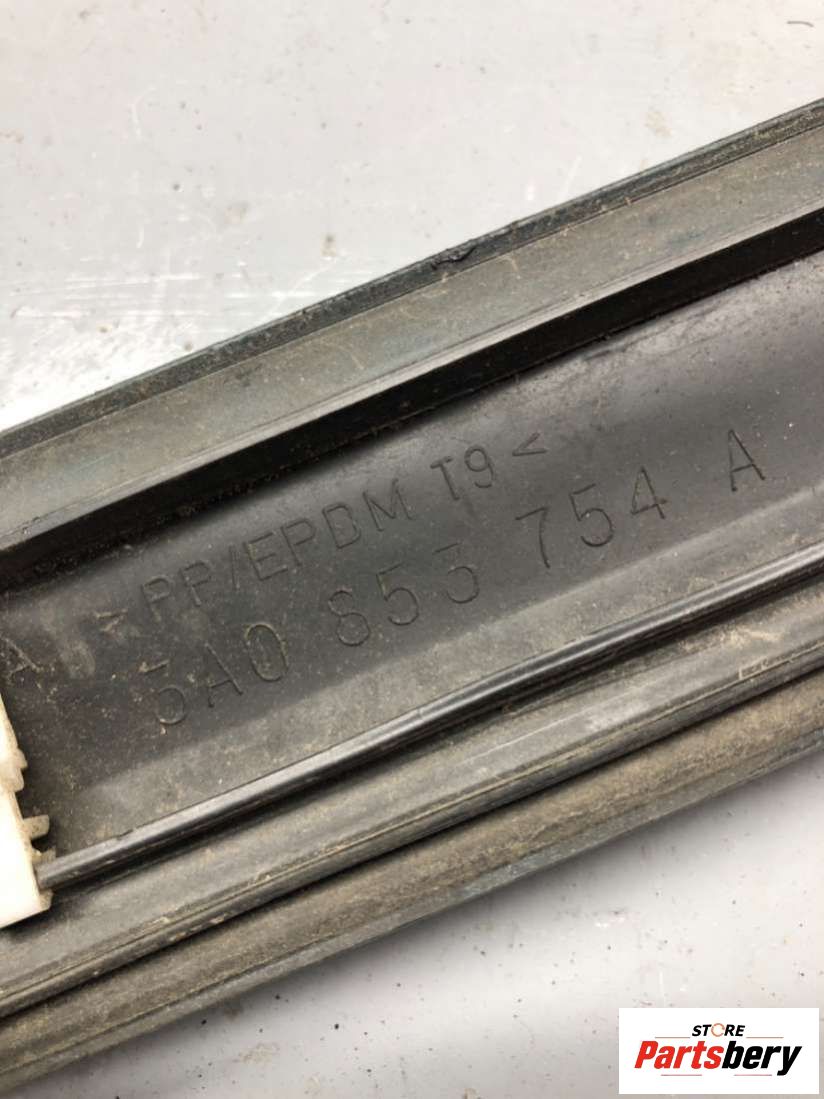 >PP/EPDM T9<
3A0 853 754 A
STORE
Partsbery